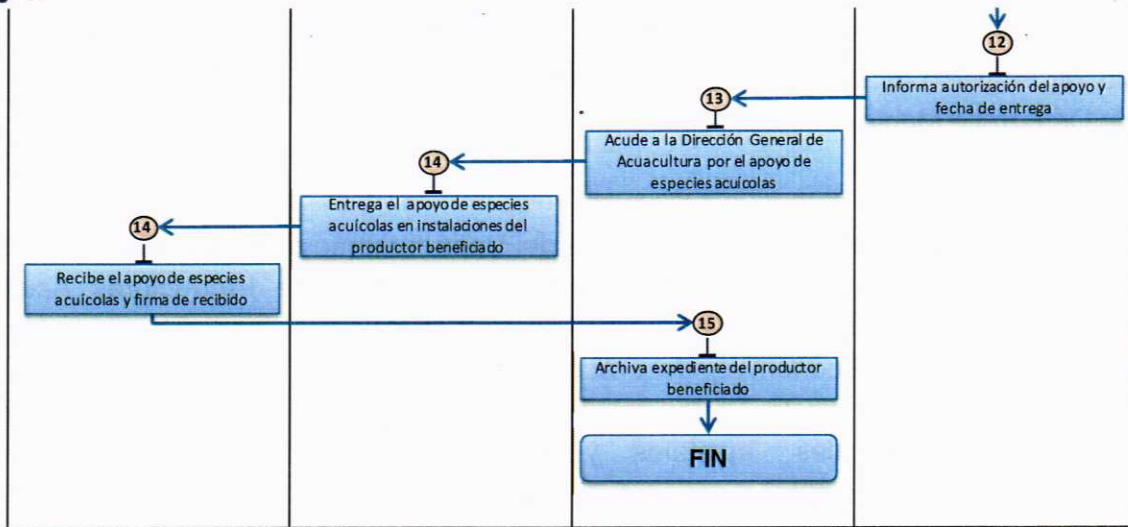 12
Informa autorización del apoyo y
fecha de entrega
13
Acude a la Dirección General de
Acuacultura por el apoyo de
especies acuícolas
14
Entrega el apoyo de especies
acuícolas en instalaciones del
productor beneficiado
14
Recibe el apoyo de especies
acuícolas y firma de recibido
15
Archiva expediente del productor
beneficiado
FIN